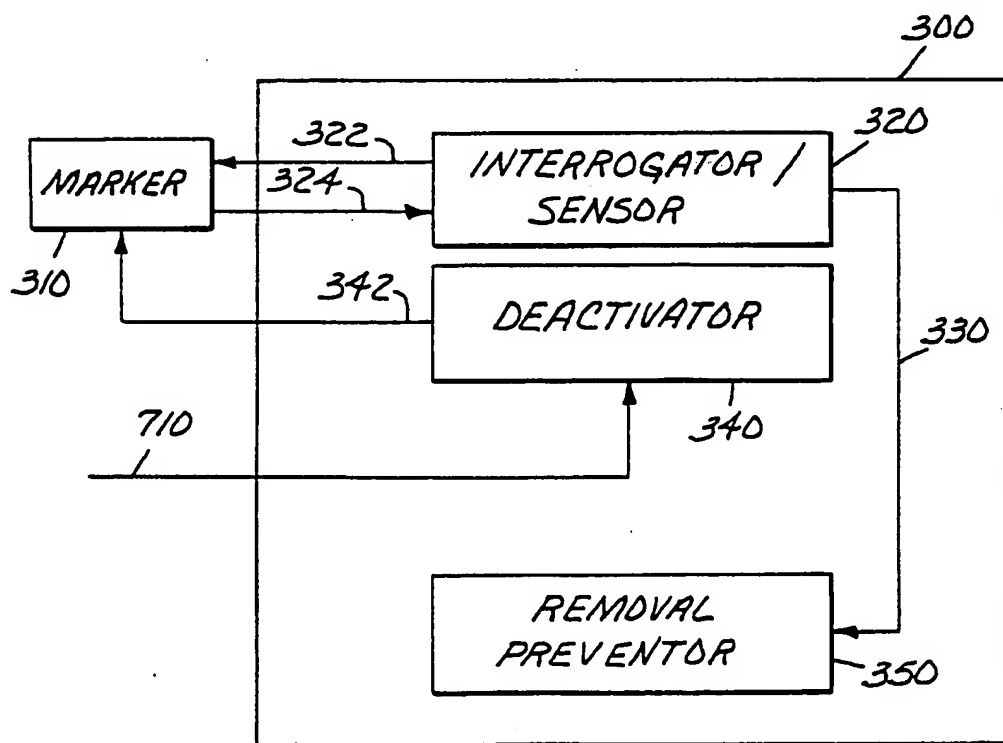 300
322
320
INTERROGATOR /
SENSOR
MARKER
324
310
342
DEACTIVATOR
330
340
710
REMOVAL
PREVENTOR
350